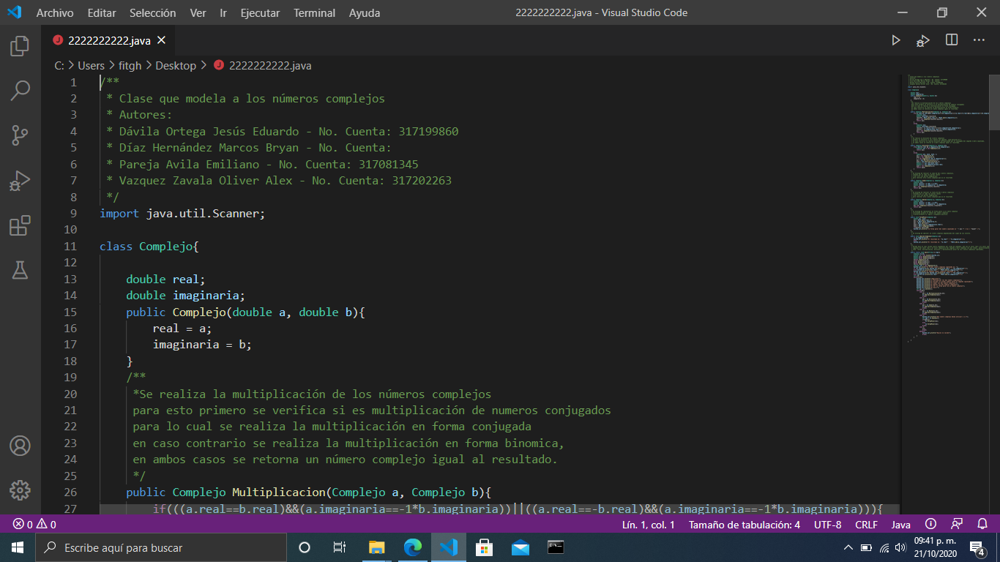 Archivo Editar Selección Ver Ir Ejecutar Terminal Ayuda
2222222222.java - Visual Studio Code
2222222222.java
C: > Users > fitgh > Desktop > 2222222222.java
1 /**
2 * Clase que modela a los números complejos
3 * Autores:
4 * Dávila Ortega Jesús Eduardo - No. Cuenta: 317199860
5 * Díaz Hernández Marcos Bryan - No. Cuenta:
6 * Pareja Avila Emiliano - No. Cuenta: 317081345
7 * Vazquez Zavala Oliver Alex - No. Cuenta: 317202263
8 */
9 import java.util.Scanner;
10
11 class Complejo{
12
13 double real;
14 double imaginaria;
15 public Complejo(double a, double b){
16 real = a;
17 imaginaria = b;
18 }
19 /**
20 *Se realiza la multiplicación de los números complejos
21 para esto primero se verifica si es multiplicación de numeros conjugados
22 para lo cual se realiza la multiplicación en forma conjugada
23 en caso contrario se realiza la multiplicación en forma binomica,
24 en ambos casos se retorna un número complejo igual al resultado.
25 */
26 public Complejo Multiplicacion(Complejo a, Complejo b){
27 if(((a.real==b.real)&&(a.imaginaria==-1*b.imaginaria))||((a.real==-b.real)&&(a.imaginaria==-1*b.imaginaria))){
0 0
Lín. 1, col. 1
Tamaño de tabulación: 4
UTF-8
CRLF
Java
Escribe aquí para buscar
09:41 p. m.
21/10/2020
4